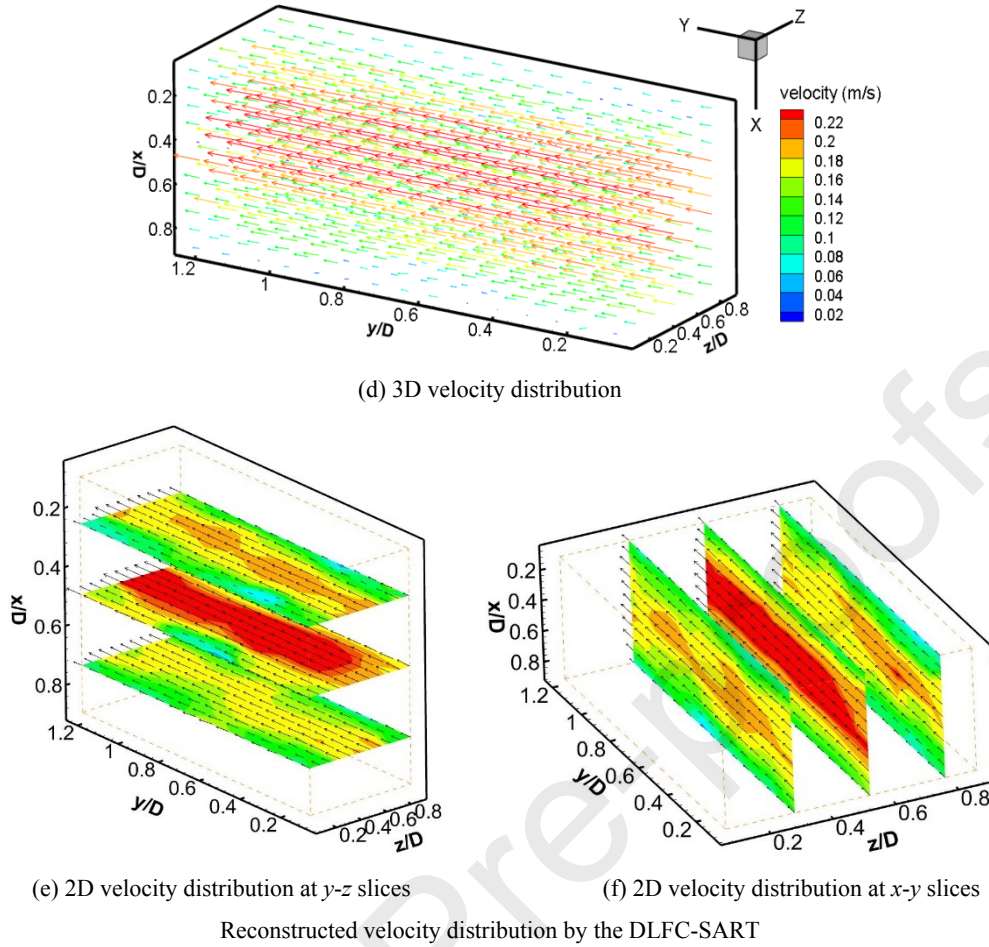 Y
Z
X
velocity (m/s)
0.22
0.2
0.18
0.16
0.14
0.12
0.1
0.08
0.06
0.04
0.02
0.2
0.4
x/D
0.6
0.8
1.2
1
0.8
0.6
y/D
0.4
0.2
0.2
0.4
0.6
0.8
z/D
(d) 3D velocity distribution
0.2
0.4
x/D
0.6
0.8
1.2
1
0.8
y/D
0.6
0.4
0.2
0.2
0.4
0.6
0.8
z/D
0.2
0.4
x/D
0.6
0.8
1.2
1
0.8
y/D
0.6
0.4
0.2
0.2
0.4
0.6
0.8
z/D
(e) 2D velocity distribution at y-z slices
(f) 2D velocity distribution at x-y slices
Reconstructed velocity distribution by the DLFC-SART
Pre-proofs